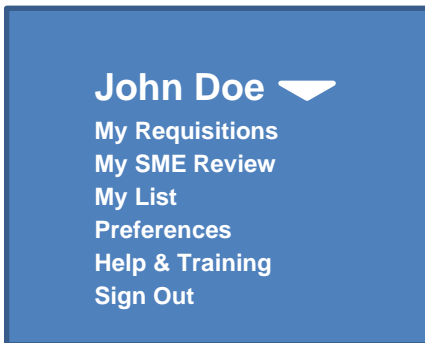 John Doe
My Requisitions
My SME Review
My List
Preferences
Help & Training
Sign Out